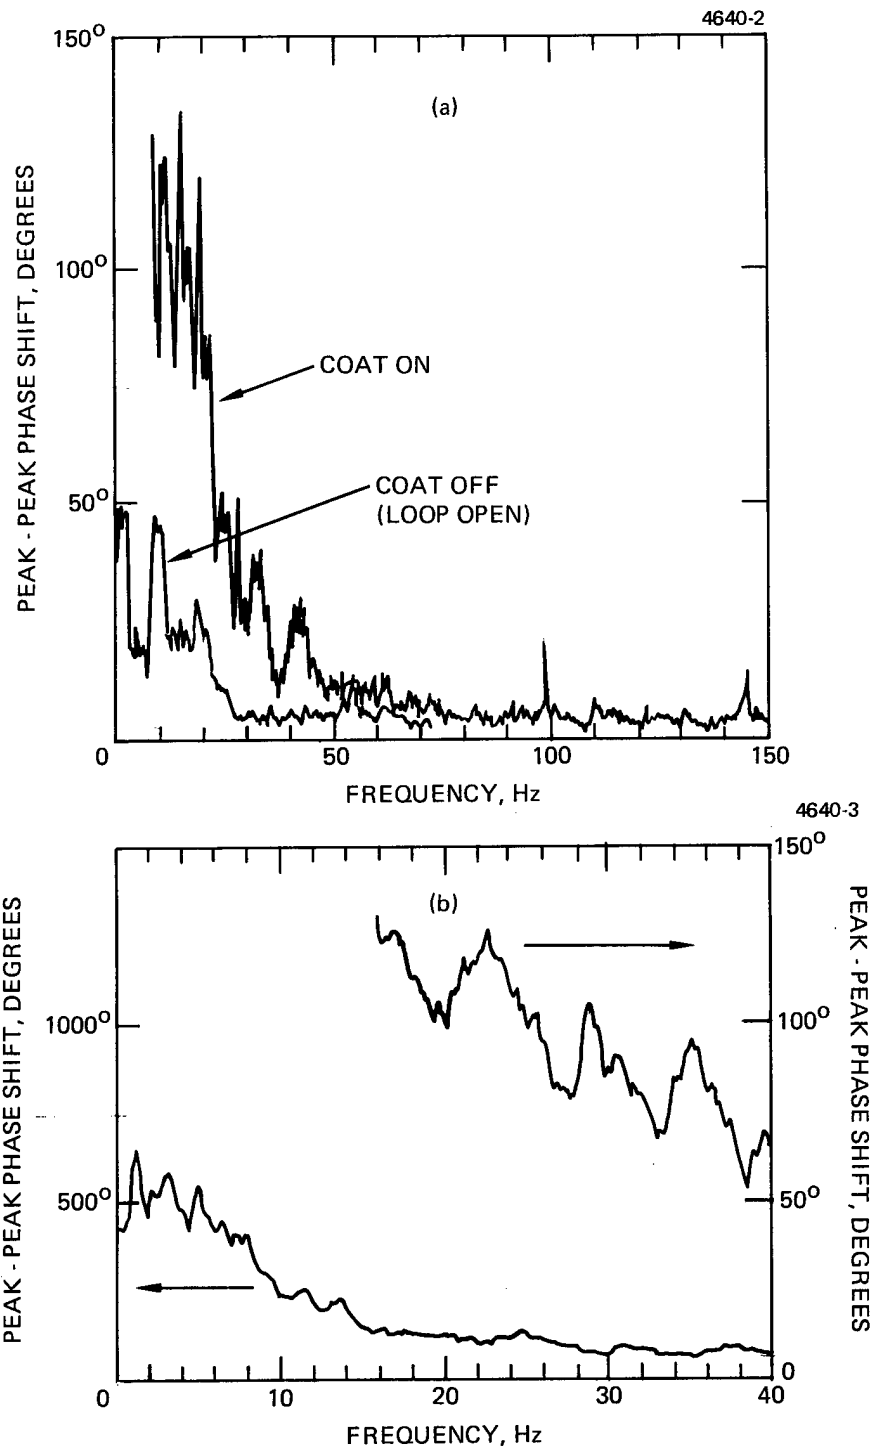 4640-2
150°
(a)
PEAK - PEAK PHASE SHIFT, DEGREES
100°
COAT ON
50°
COAT OFF
(LOOP OPEN)
0 50 100 150
FREQUENCY, Hz
4640-3
150°
(b)
PEAK - PEAK PHASE SHIFT, DEGREES
PEAK - PEAK PHASE SHIFT, DEGREES
1000°
100°
500°
50°
0
0 10 20 30 40
FREQUENCY, Hz